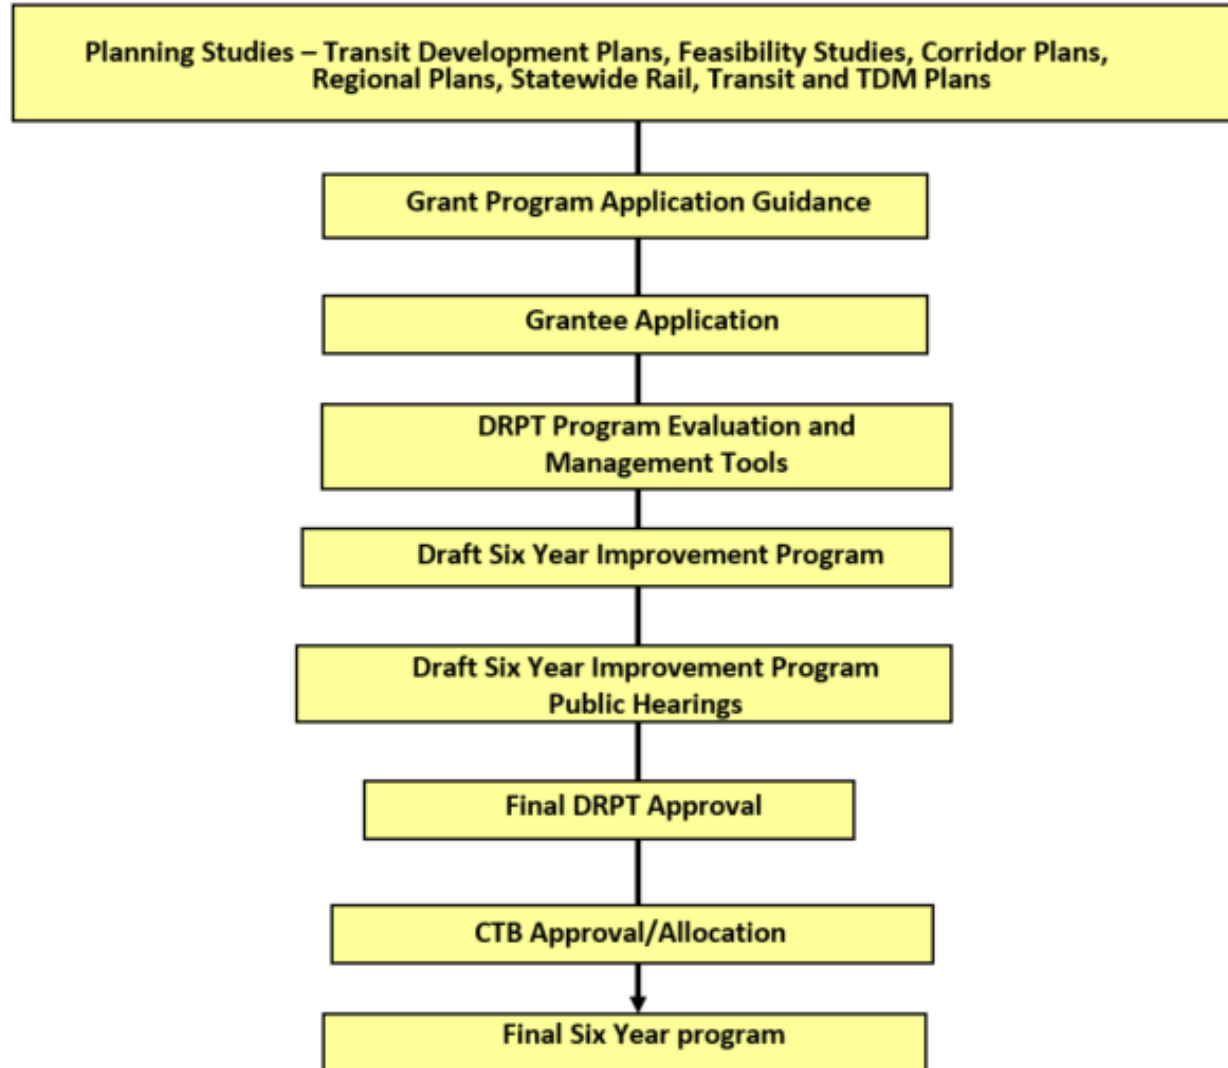 Planning Studies – Transit Development Plans, Feasibility Studies, Corridor Plans,
Regional Plans, Statewide Rail, Transit and TDM Plans
Grant Program Application Guidance
Grantee Application
DRPT Program Evaluation and
Management Tools
Draft Six Year Improvement Program
Draft Six Year Improvement Program
Public Hearings
Final DRPT Approval
CTB Approval/Allocation
Final Six Year program